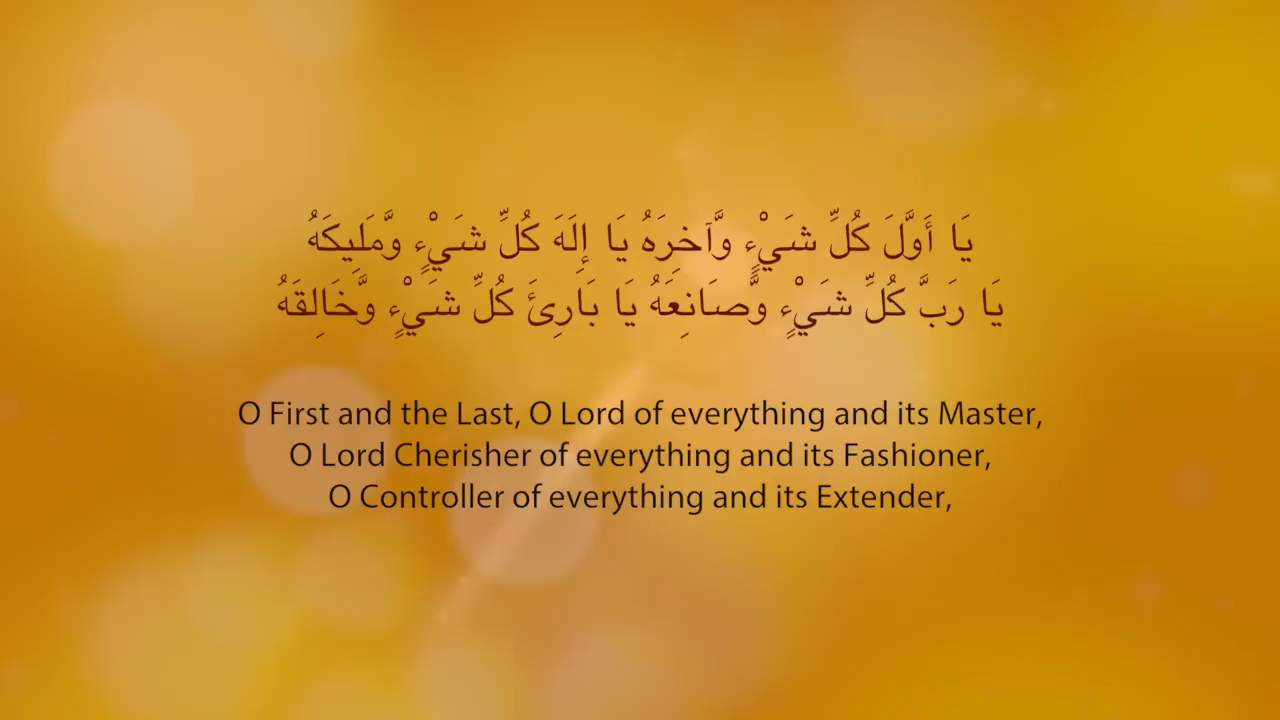 يَا أَوَّلَ كُلِّ شَيْءٍ وَّآخِرَهُ يَا إِلَهَ كُلِّ شَيْءٍ وَّمَلِيكَهُ
يَا رَبَّ كُلِّ شَيْءٍ وَّصَانِعَهُ يَا بَارِئَ كُلِّ شَيْءٍ وَّخَالِقَهُ
O First and the Last, O Lord of everything and its Master,
O Lord Cherisher of everything and its Fashioner,
O Controller of everything and its Extender,